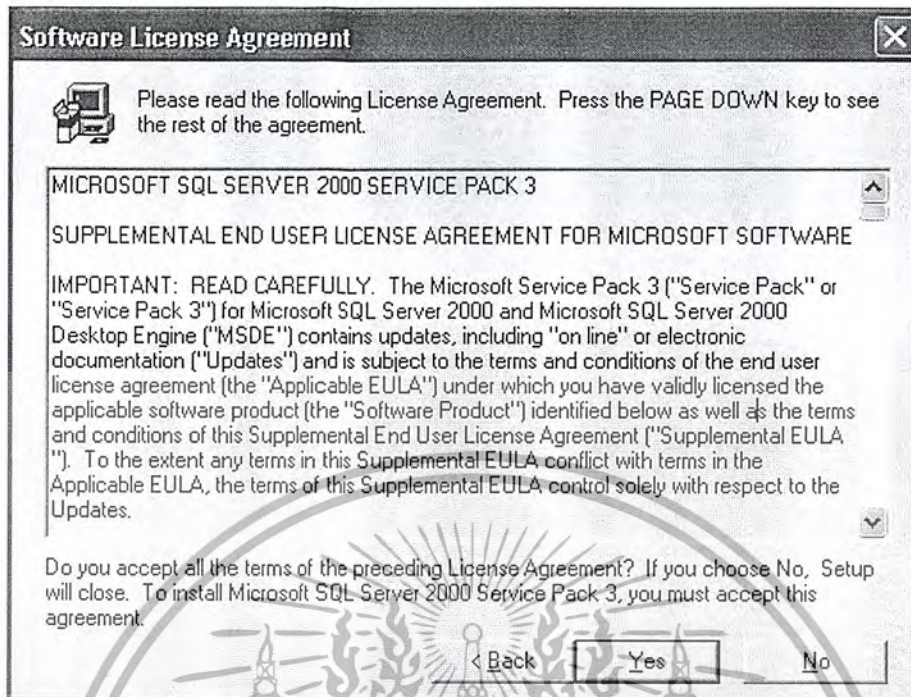 Software License Agreement
Please read the following License Agreement. Press the PAGE DOWN key to see
the rest of the agreement.
MICROSOFT SQL SERVER 2000 SERVICE PACK 3
SUPPLEMENTAL END USER LICENSE AGREEMENT FOR MICROSOFT SOFTWARE
IMPORTANT: READ CAREFULLY. The Microsoft Service Pack 3 ("Service Pack" or
"Service Pack 3") for Microsoft SQL Server 2000 and Microsoft SQL Server 2000
Desktop Engine ("MSDE") contains updates, including "on line" or electronic
documentation ("Updates") and is subject to the terms and conditions of the end user
license agreement (the "Applicable EULA") under which you have validly licensed the
applicable software product (the "Software Product") identified below as well as the terms
and conditions of this Supplemental End User License Agreement ("Supplemental EULA
"). To the extent any terms in this Supplemental EULA conflict with terms in the
Applicable EULA, the terms of this Supplemental EULA control solely with respect to the
Updates.
Do you accept all the terms of the preceding License Agreement? If you choose No, Setup
will close. To install Microsoft SQL Server 2000 Service Pack 3, you must accept this
agreement.
< Back
Yes
No